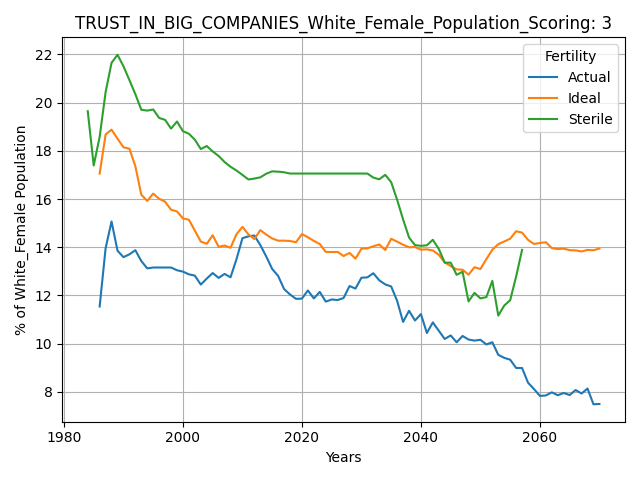 TRUST_IN_BIG_COMPANIES_White_Female_Population_Scoring: 3
Fertility
Actual
Ideal
Sterile
% of White_Female Population
22
20
18
16
14
12
10
8
1980
2000
2020
2040
2060
Years